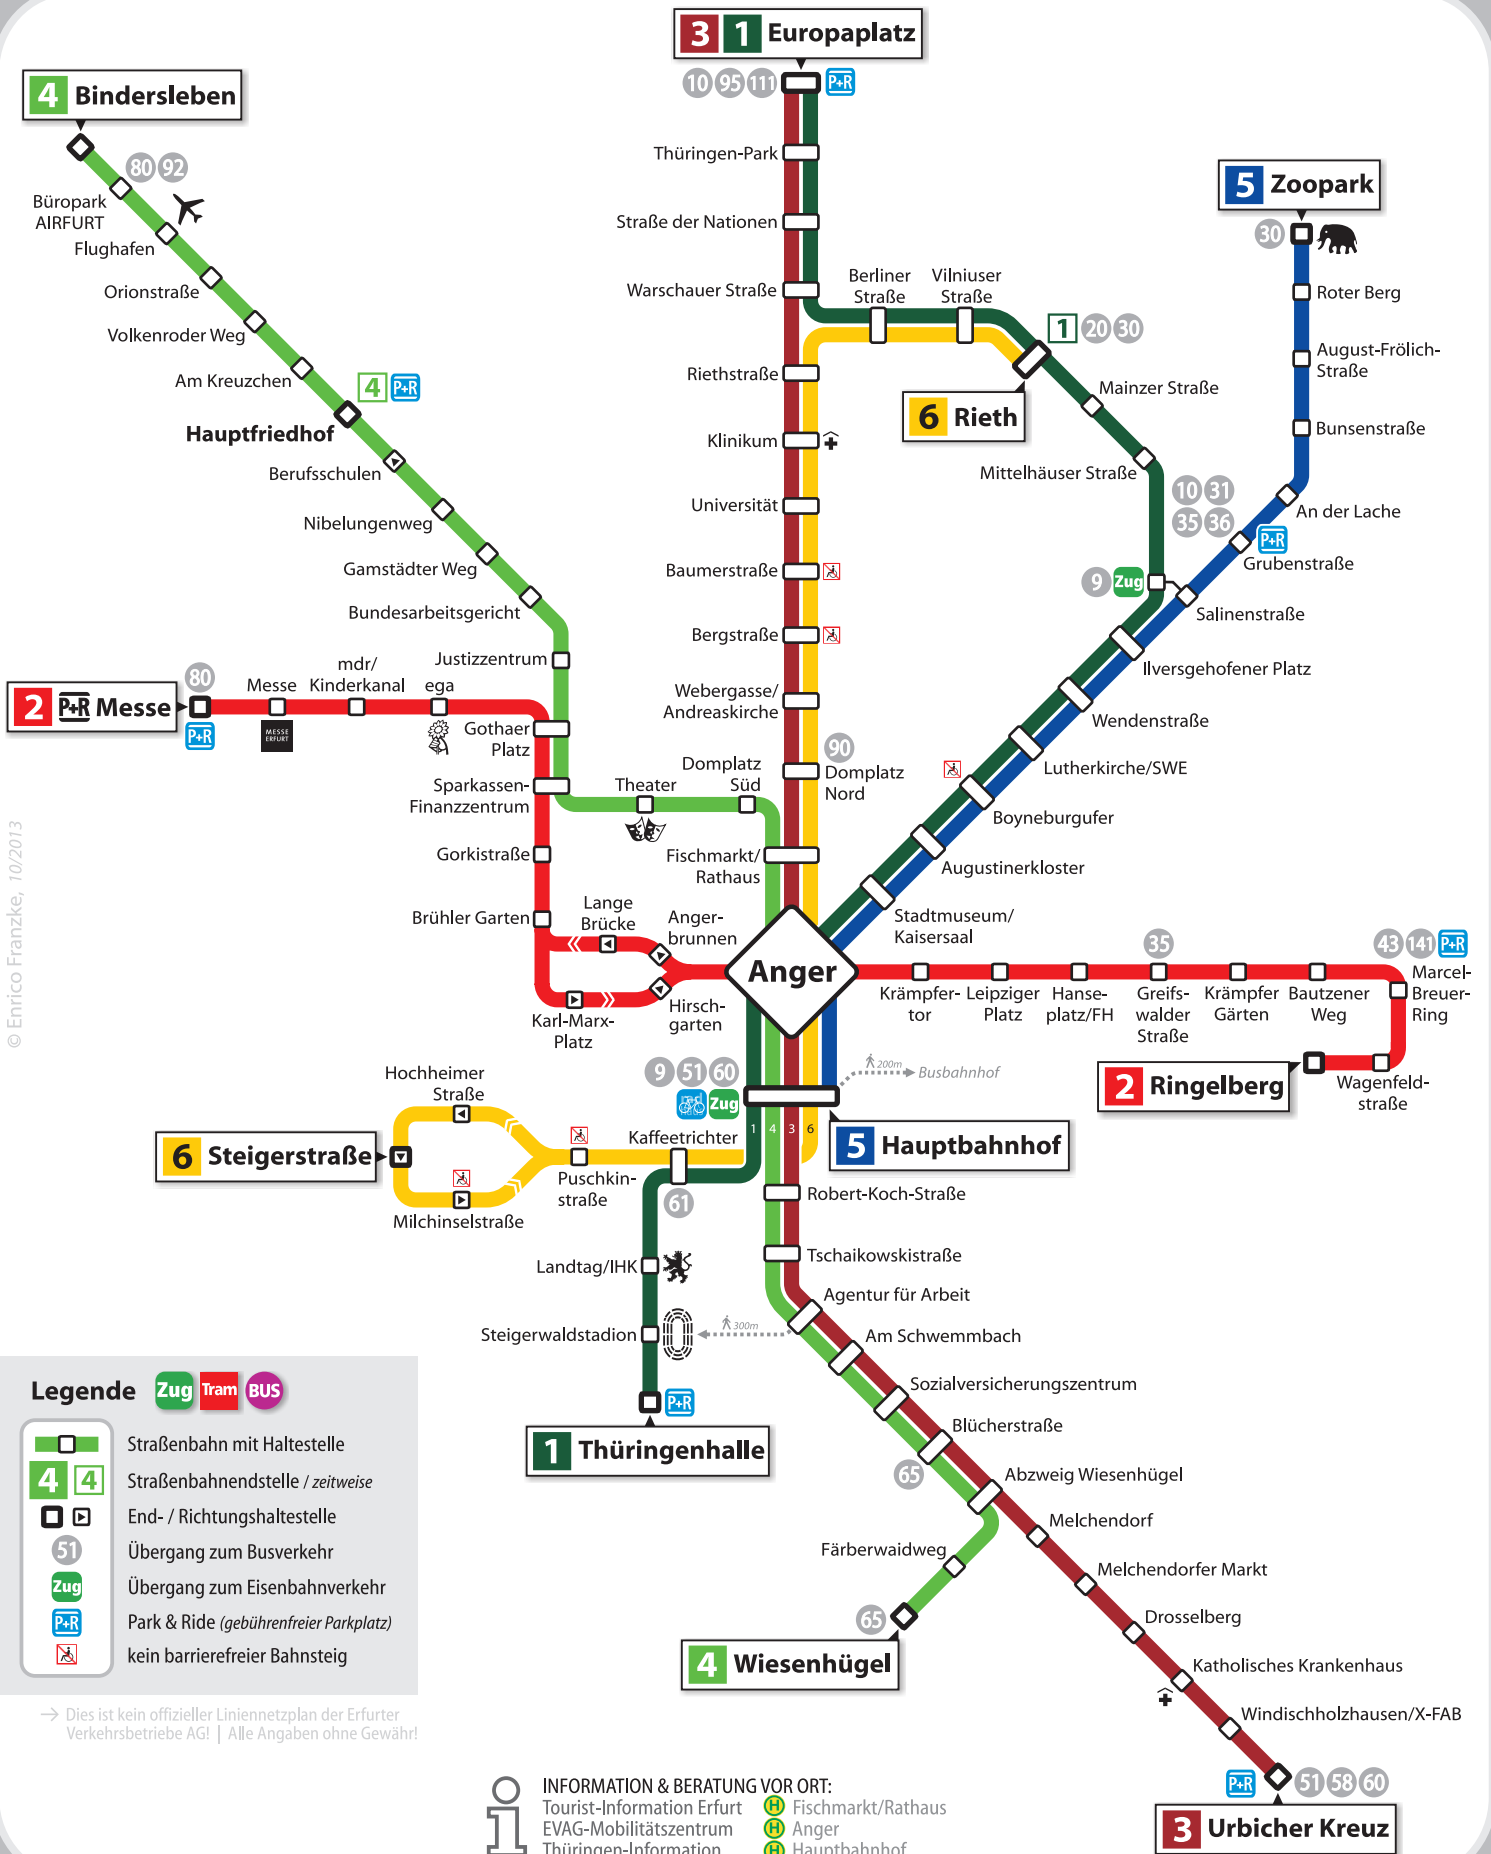 3 1 Europaplatz
10 95 111 P+R
4 Bindersleben
80 92
Büropark
AIRFURT
Flughafen
Orionstraße
Volkenroder Weg
Am Kreuzchen
4 P+R
Hauptfriedhof
Berufsschulen
Nibelungenweg
Gamstädter Weg
Bundesarbeitsgericht
Justizzentrum
Thüringen-Park
Straße der Nationen
Warschauer Straße
Berliner
Straße
Vilniuser
Straße
1 20 30
6 Rieth
Riethstraße
Klinikum
Universität
Baumerstraße
Bergstraße
Webergasse/
Andreaskirche
90
Domplatz
Nord
Mainzer Straße
Mittelhäuser Straße
5 Zoopark
30
Roter Berg
August-Frölich-
Straße
Bunsenstraße
An der Lache
P+R
Grubenstraße
10 31
35 36
9 Zug
Salinenstraße
Ilversgehofener Platz
Wendenstraße
Lutherkirche/SWE
Boyneburgufer
Augustinerkloster
Stadtmuseum/
Kaisersaal
2 P+R Messe
80
P+R
Messe
MESSE
ERFURT
mdr/
Kinderkanal
ega
Gothaer
Platz
Sparkassen-
Finanzzentrum
Theater
Domplatz
Süd
Fischmarkt/
Rathaus
Gorkistraße
Brühler Garten
Lange
Brücke
Anger-
brunnen
Karl-Marx-
Platz
Hirsch-
garten
Anger
Krämpfer-
tor
Leipziger
Platz
Hanse-
platz/FH
35
Greifs-
walder
Straße
Krämpfer
Gärten
Bautzener
Weg
43 141 P+R
Marcel-
Breuer-
Ring
Wagenfeld-
straße
2 Ringelberg
9 51 60
Zug
200m
Busbahnhof
1 4 3 6
5 Hauptbahnhof
Hochheimer
Straße
6 Steigerstraße
Milchinselstraße
Puschkin-
straße
Kaffeetrichter
61
Landtag/IHK
Steigerwaldstadion
300m
P+R
1 Thüringenhalle
Robert-Koch-Straße
Tschaikowskistraße
Agentur für Arbeit
Am Schwemmbach
Sozialversicherungszentrum
Blücherstraße
65
Abzweig Wiesenhügel
Färberwaidweg
65
4 Wiesenhügel
Melchendorf
Melchendorfer Markt
Drosselberg
Katholisches Krankenhaus
Windischholzhausen/X-FAB
P+R 51 58 60
3 Urbicher Kreuz
© Enrico Franzke, 10/2013
Legende Zug Tram BUS
Straßenbahn mit Haltestelle
4 4 Straßenbahnendstelle / zeitweise
End- / Richtungshaltestelle
51 Übergang zum Busverkehr
Zug Übergang zum Eisenbahnverkehr
P+R Park & Ride (gebührenfreier Parkplatz)
kein barrierefreier Bahnsteig
→ Dies ist kein offizieller Liniennetzplan der Erfurter
Verkehrsbetriebe AG! | Alle Angaben ohne Gewähr!
INFORMATION & BERATUNG VOR ORT:
Tourist-Information Erfurt H Fischmarkt/Rathaus
EVAG-Mobilitätszentrum H Anger
Thüringen-Information H Hauptbahnhof